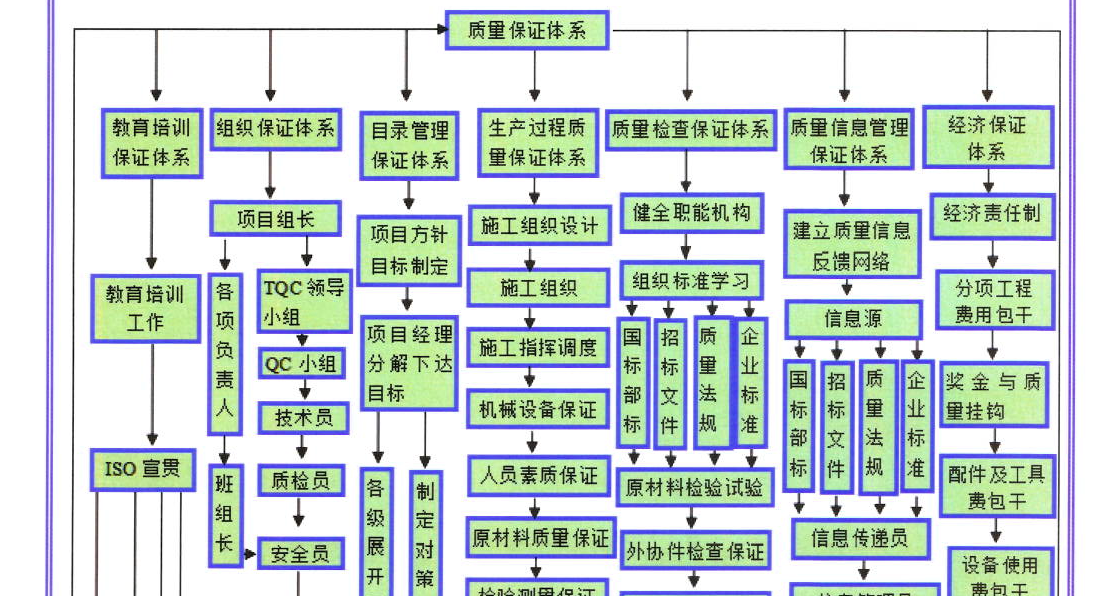 质量保证体系
教育培训
保证体系
组织保证体系
目录管理
保证体系
生产过程质
量保证体系
质量检查保证体系
质量信息管理
保证体系
经济保证
体系
项目组长
项目方针
目标制定
施工组织设计
健全职能机构
建立质量信息
反馈网络
经济责任制
教育培训
工作
各项负责人
TQC 领导
小组
QC 小组
技术员
质检员
安全员
班组长
项目经理
分解下达
目标
各级展开
制定对策
施工组织
施工指挥调度
机械设备保证
人员素质保证
原材料质量保证
检验测量保证
组织标准学习
国标部标
招标文件
质量法规
企业标准
原材料检验试验
外协件检查保证
信息源
国标部标
招标文件
质量法规
企业标准
信息传递员
信息管理员
分项工程
费用包干
奖金与质
量挂钩
配件及工具
费包干
设备使用
费包干
ISO 宣贯